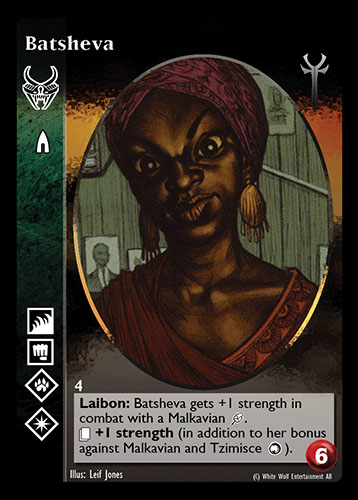 Batsheva
4
Laibon: Batsheva gets +1 strength in
combat with a Malkavian .
+1 strength (in addition to her bonus
against Malkavian and Tzimisce ).
6
Illus: Leif Jones
(C) White Wolf Entertainment AB